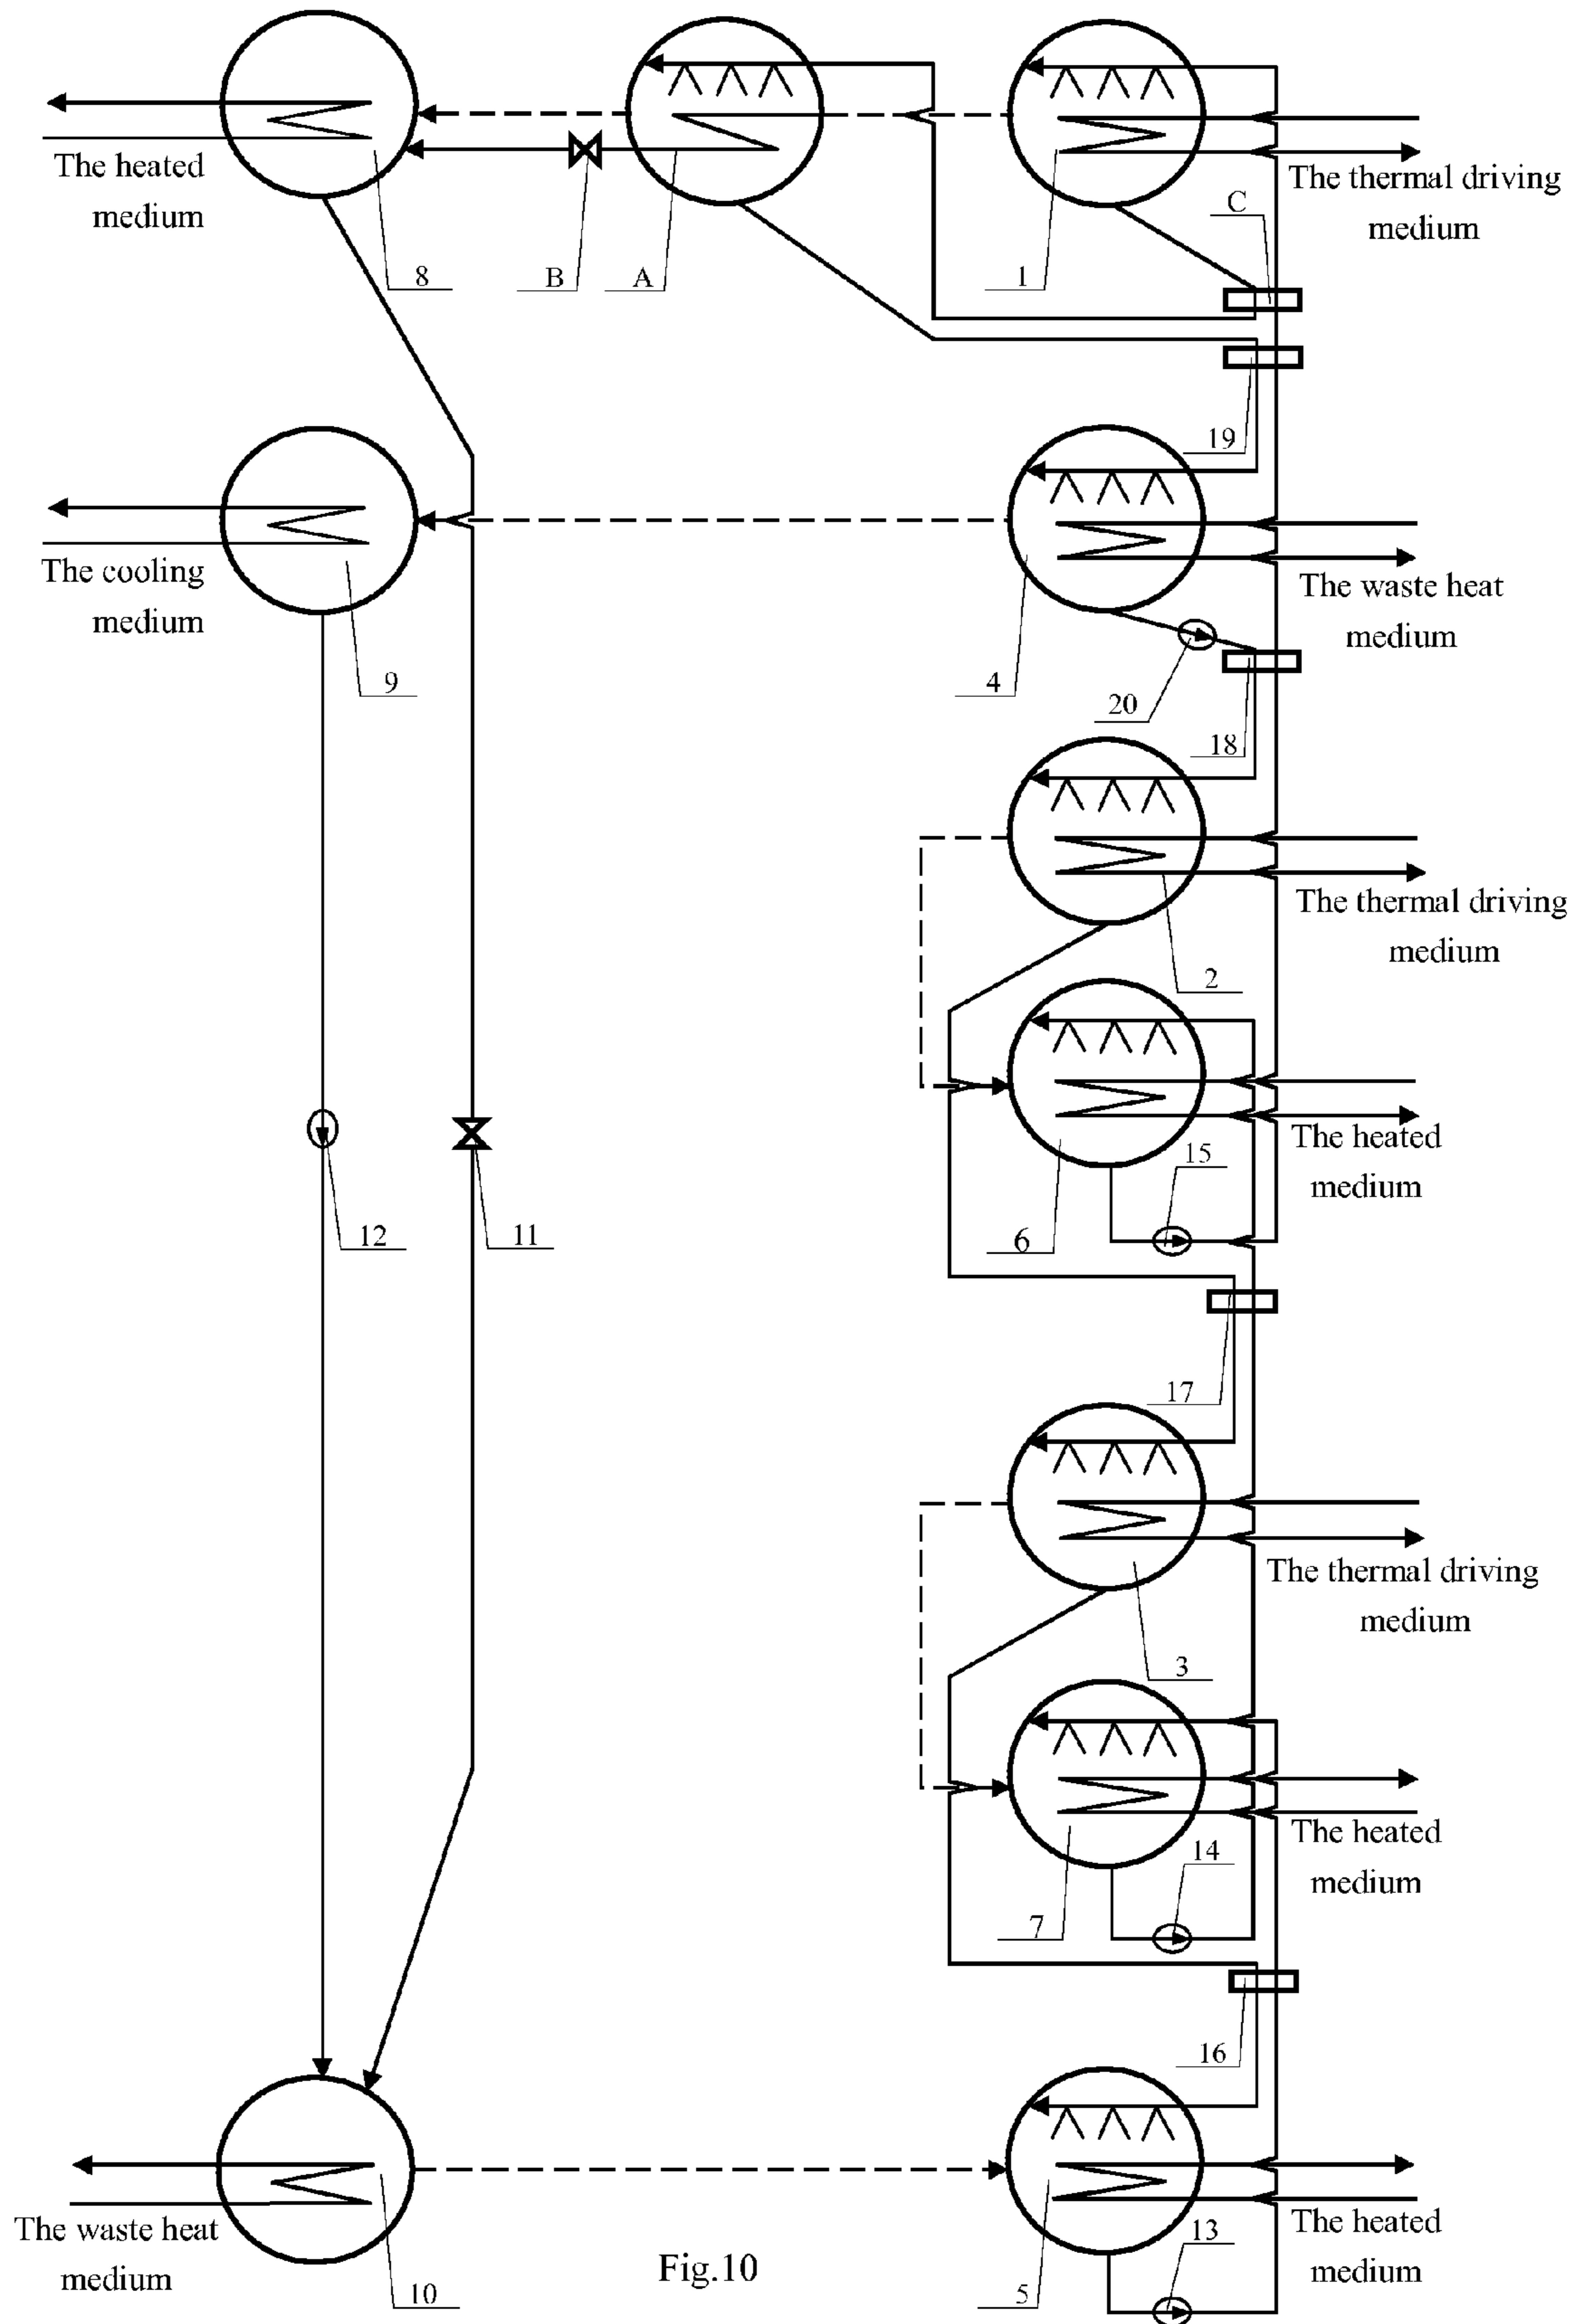 The heated
medium
8
B
A
1
The thermal driving
medium
C
19
The cooling
medium
9
4
The waste heat
medium
20
18
The thermal driving
medium
2
12
11
6
15
The heated
medium
17
The thermal driving
medium
3
7
14
The heated
medium
16
The waste heat
medium
10
Fig.10
5
13
The heated
medium